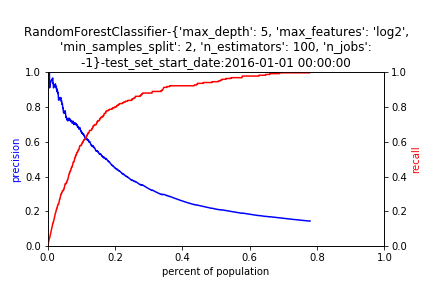 RandomForestClassifier-{'max_depth': 5, 'max_features': 'log2',
'min_samples_split': 2, 'n_estimators': 100, 'n_jobs':
-1}-test_set_start_date:2016-01-01 00:00:00
1.0
0.8
0.6
0.4
0.2
0.0
precision
1.0
0.8
0.6
0.4
0.2
0.0
recall
0.0 0.2 0.4 0.6 0.8 1.0
percent of population